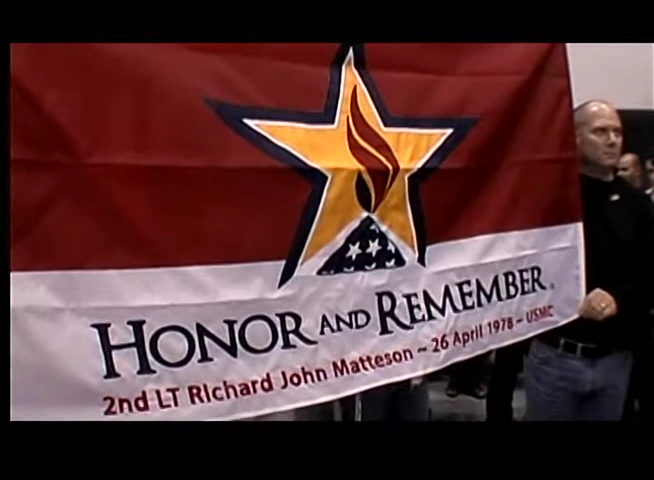 HONOR AND REMEMBER
2nd LT Richard John Matteson ~ 26 April 1978 ~ USMC